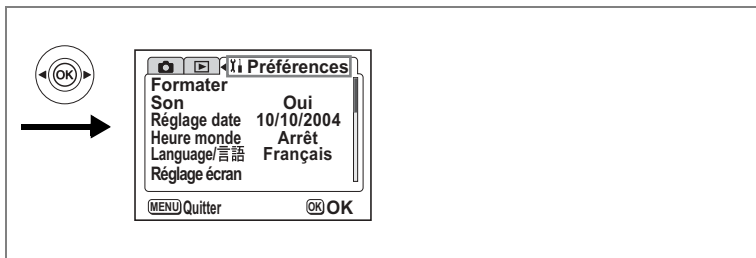 OK
Préférences
Formater
Son Oui
Réglage date 10/10/2004
Heure monde Arrêt
Language/言語 Français
Réglage écran
MENU Quitter OK OK